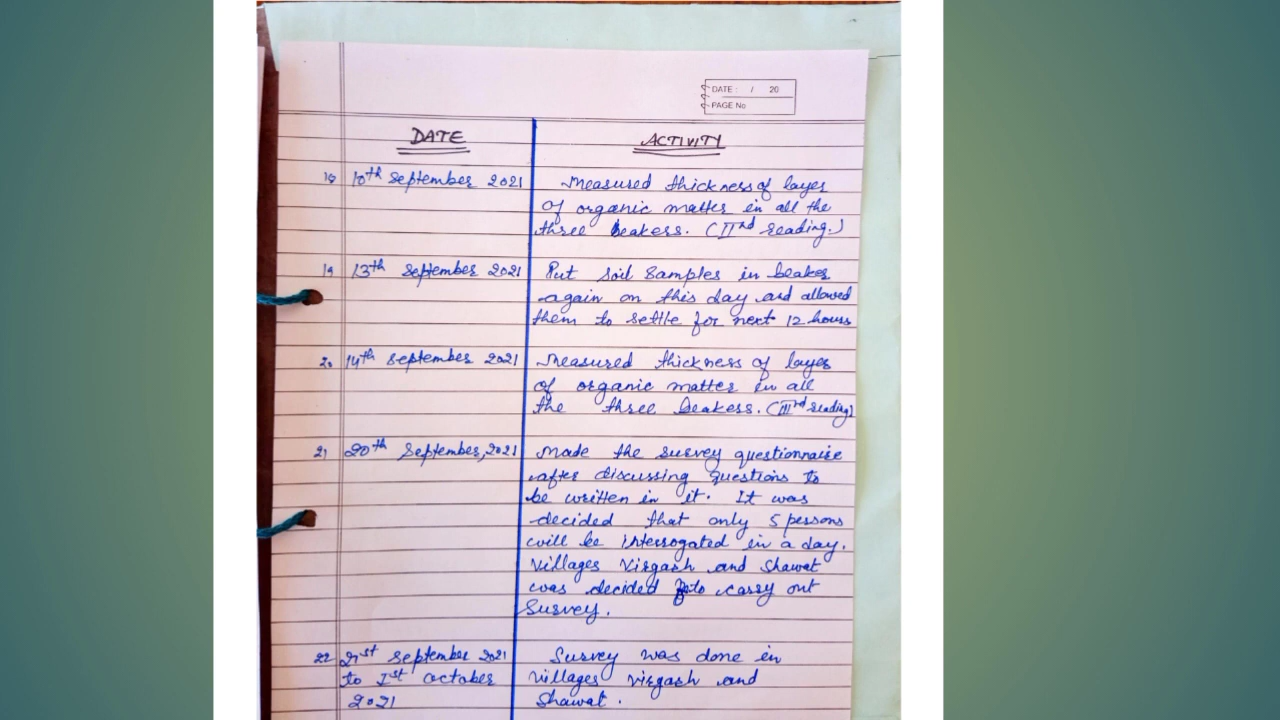 DATE : / 20
PAGE No
DATE ACTIVITY
10th September 2021 Measured thickness of layer
of organic matter in all the
three beakers. (IInd reading.)
19 13th September 2021 Put soil samples in beaker
again on this day and allowed
them to settle for next 12 hours
20 14th September 2021 Measured thickness of layer
of organic matter in all
the three beakers. (IIIrd reading)
21 20th September, 2021 Made the survey questionnaire
after discussing questions to
be written in it. It was
decided that only 5 persons
will be interrogated in a day.
Villages Virgarh and Shawat
was decided to carry out
Survey.
22 21st September 2021 Survey was done in
to 1st october villages Virgarh and
2021 Shawat.